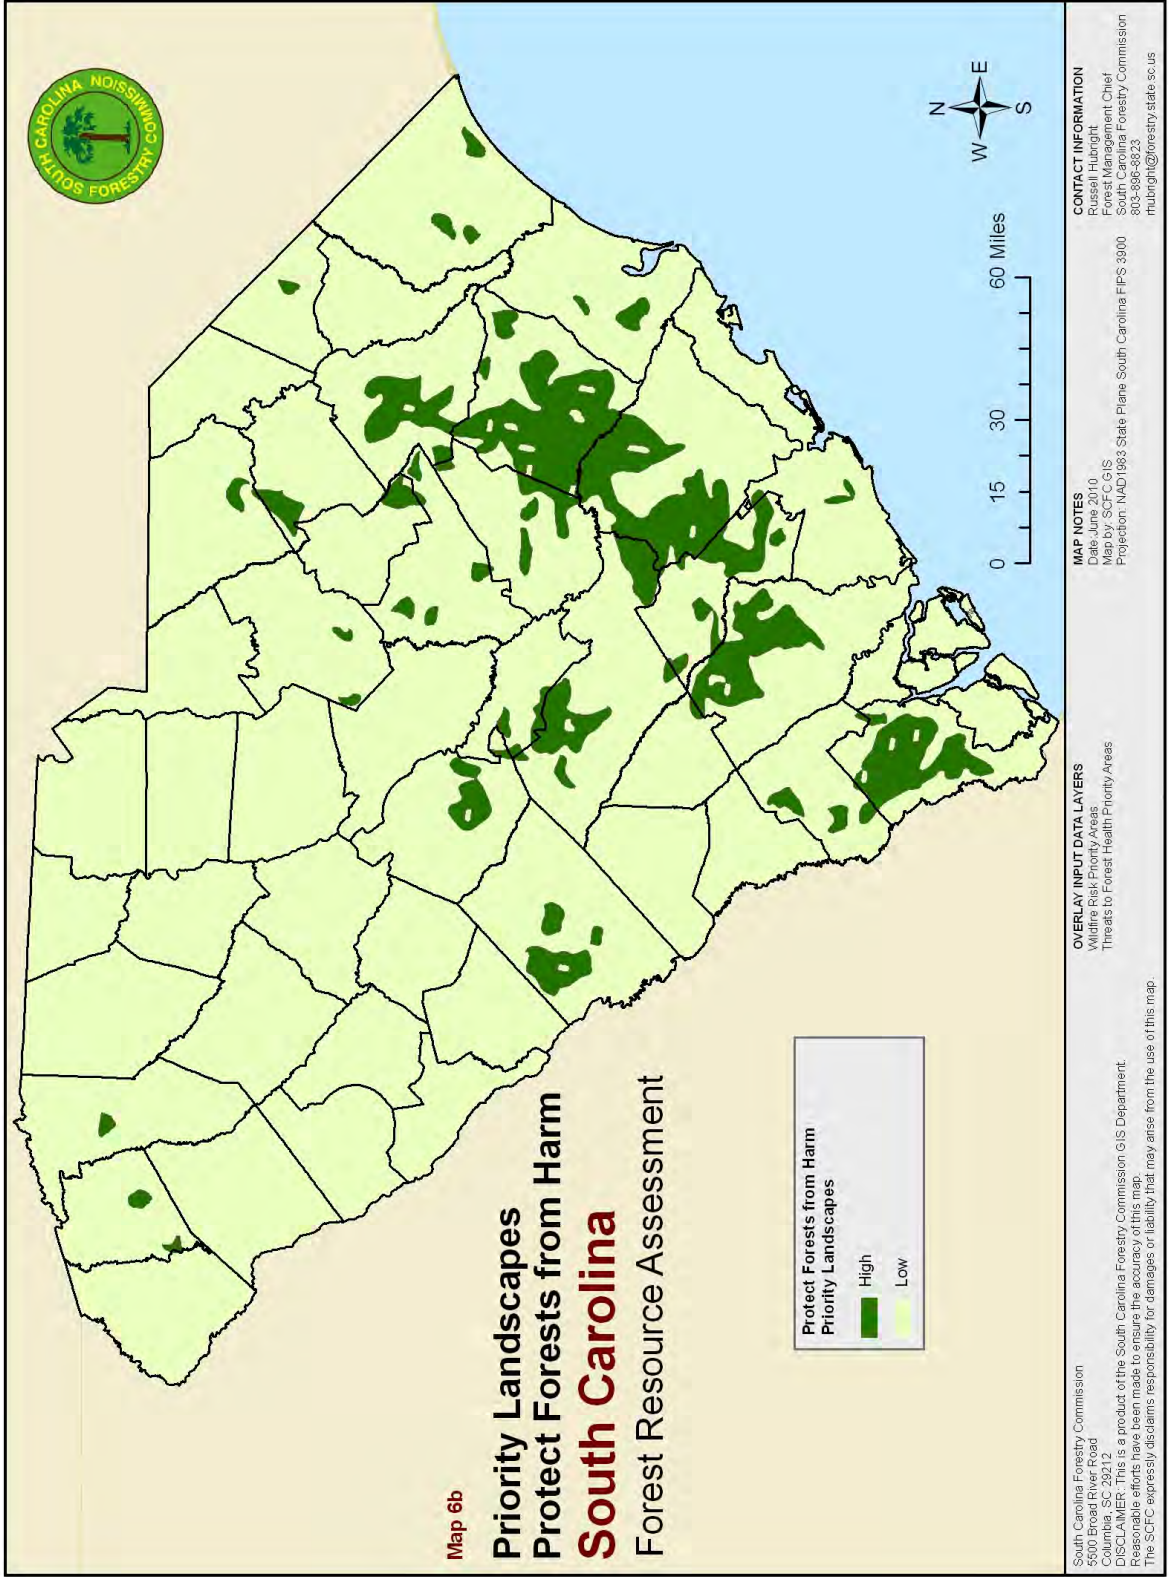 SOUTH CAROLINA
FORESTRY COMMISSION
Map 6b
Priority Landscapes
Protect Forests from Harm
South Carolina
Forest Resource Assessment
Protect Forests from Harm
Priority Landscapes
High
Low
N
W E
S
0 15 30 60 Miles
South Carolina Forestry Commission
5500 Broad River Road
Columbia, SC 29212
DISCLAIMER: This is a product of the South Carolina Forestry Commission GIS Department.
Reasonable efforts have been made to ensure the accuracy of this map.
The SCFC expressly disclaims responsibility for damages or liability that may arise from the use of this map.
OVERLAY INPUT DATA LAYERS
Wildfire Risk Priority Areas
Threats to Forest Health Priority Areas
MAP NOTES
Date: June 2010
Map by: SCFC GIS
Projection: NAD1983 State Plane South Carolina FIPS 3900
CONTACT INFORMATION
Russell Hubright
Forest Management Chief
South Carolina Forestry Commission
803-896-8823
rhubright@forestry.state.sc.us